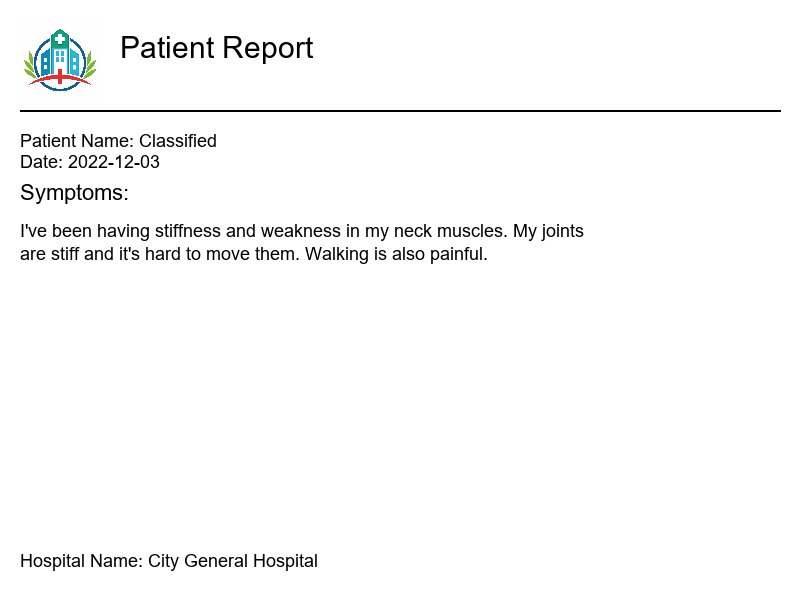 Patient Report
Patient Name: Classified
Date: 2022-12-03
Symptoms:
I've been having stiffness and weakness in my neck muscles. My joints
are stiff and it's hard to move them. Walking is also painful.
Hospital Name: City General Hospital